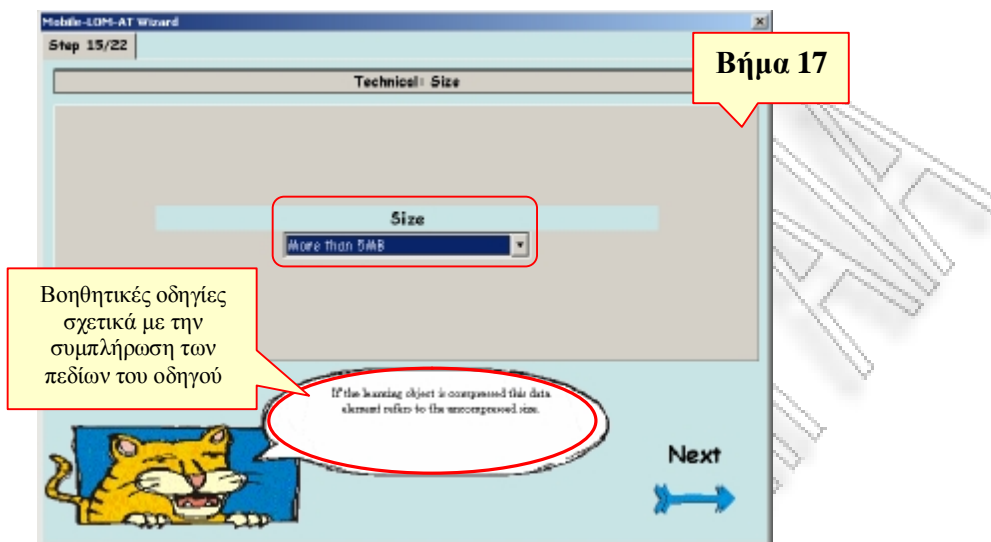 Mobile-LOM-AT Wizard
Step 15/22
Βήμα 17
Technical: Size
Size
More than 5MB
Βοηθητικές οδηγίες
σχετικά με την
συμπλήρωση των
πεδίων του οδηγού
If the learning object is compressed this data
element refers to the uncompressed size.
Next